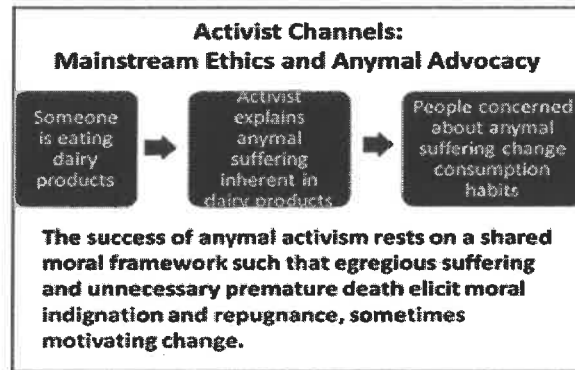 Activist Channels:
Mainstream Ethics and Anymal Advocacy
Someone
is eating
dairy
products
Activist
explains
anymal
suffering
inherent in
dairy products
People concerned
about anymal
suffering change
consumption
habits
The success of anymal activism rests on a shared
moral framework such that egregious suffering
and unnecessary premature death elicit moral
indignation and repugnance, sometimes
motivating change.